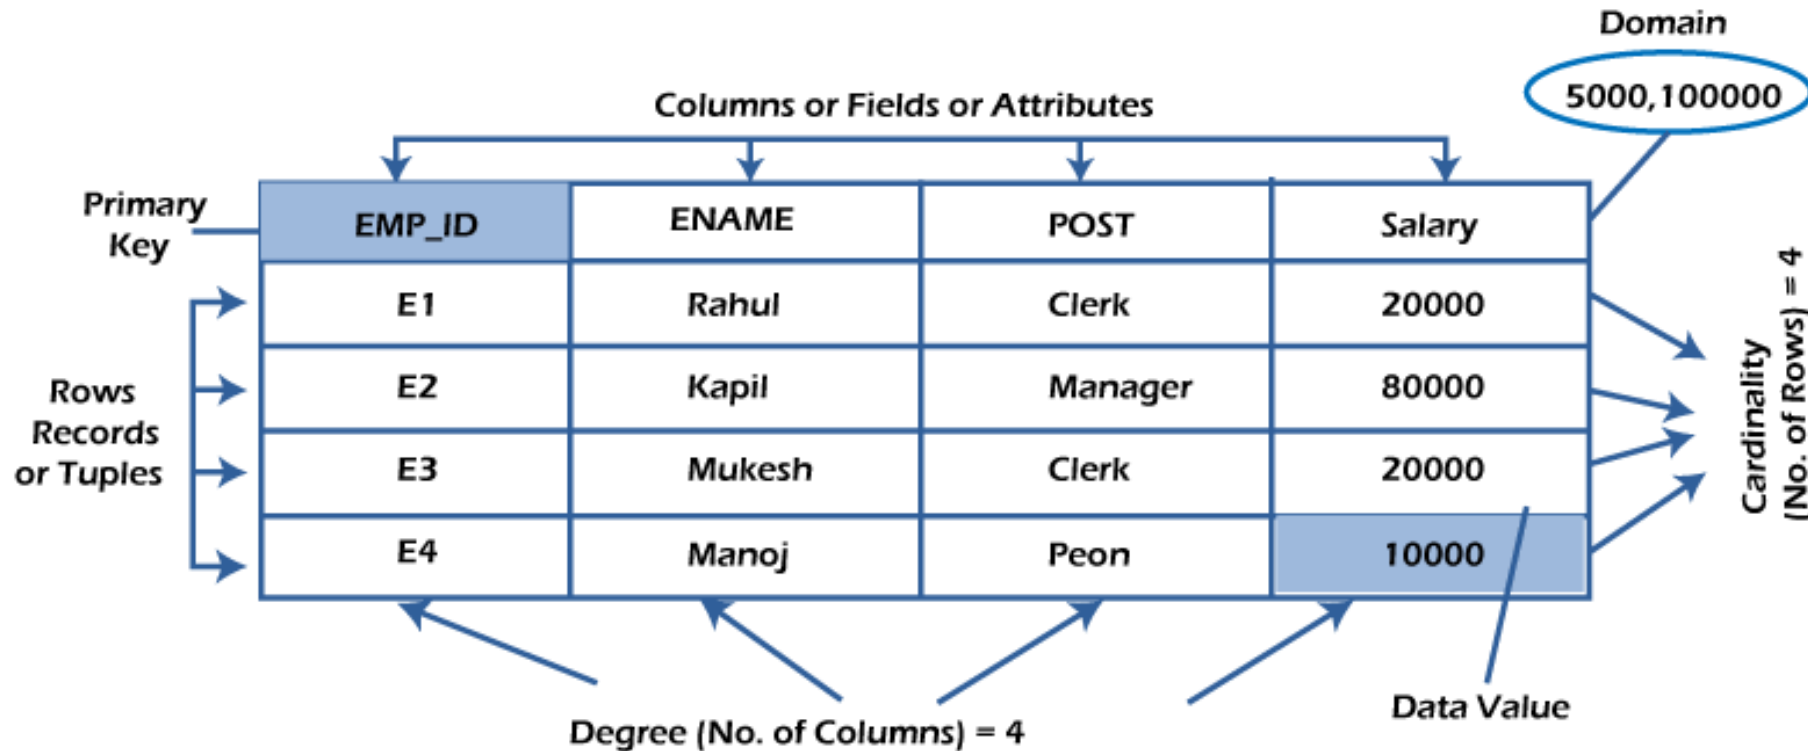 Domain
5000,100000
Columns or Fields or Attributes
Primary
Key
EMP_ID ENAME POST Salary
E1 Rahul Clerk 20000
E2 Kapil Manager 80000
E3 Mukesh Clerk 20000
E4 Manoj Peon 10000
Rows
Records
or Tuples
Cardinality
(No. of Rows) = 4
Degree (No. of Columns) = 4
Data Value